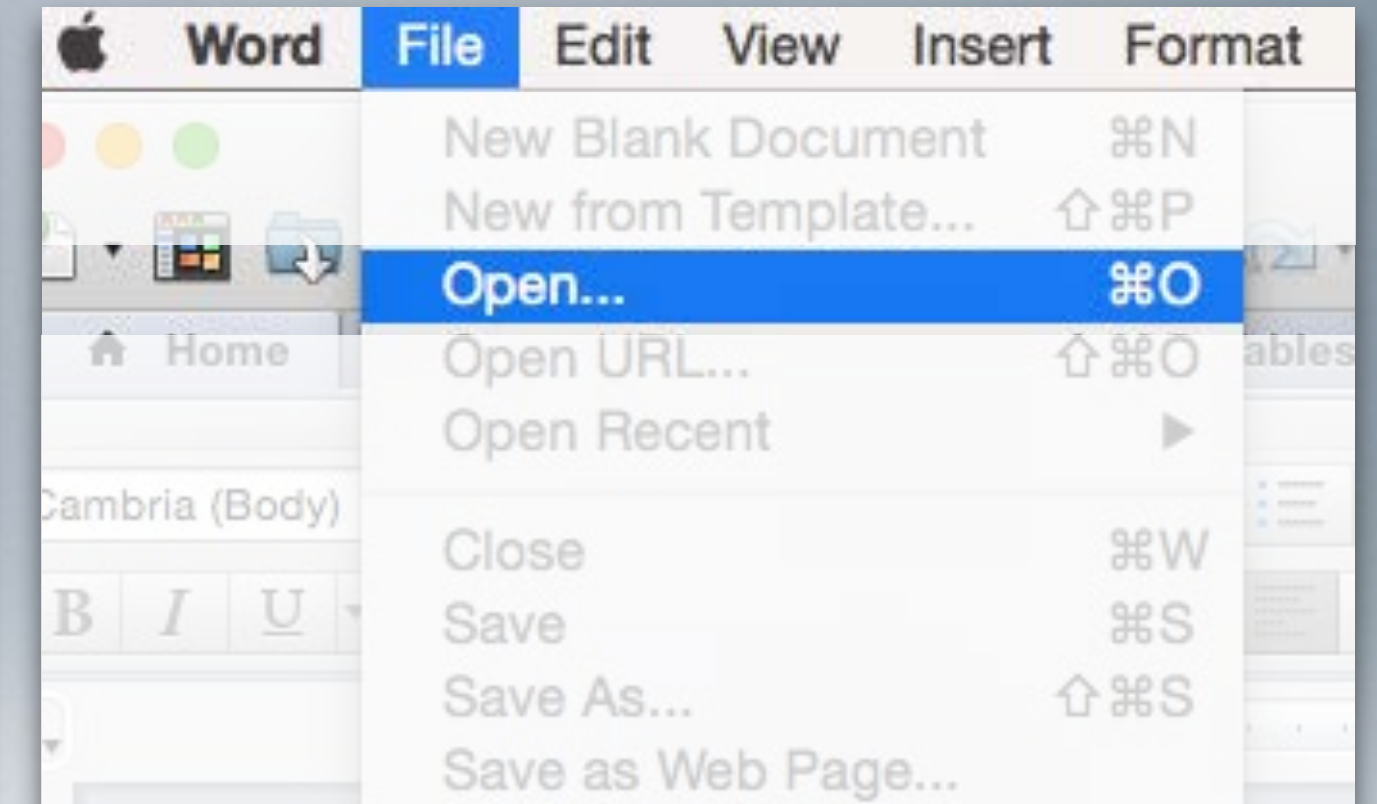 Word File Edit View Insert Format
New Blank Document ⌘N
New from Template... ⇧⌘P
Open... ⌘O
Home Open URL... ⇧⌘O ables
Open Recent ▶
Cambria (Body)
Close ⌘W
B I U Save ⌘S
Save As... ⇧⌘S
Save as Web Page...